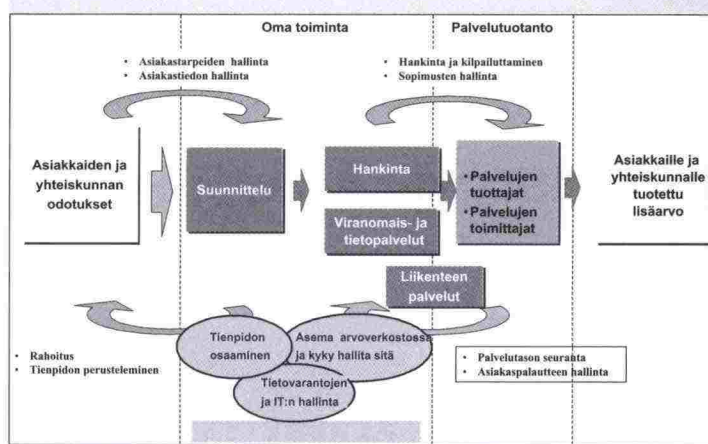 Oma toiminta
Palvelutuotanto
• Asiakastarpeiden hallinta
• Asiakastiedon hallinta
• Hankinta ja kilpailuttaminen
• Sopimusten hallinta
Asiakkaiden ja
yhteiskunnan
odotukset
Suunnittelu
Hankinta
Viranomais- ja
tietopalvelut
• Palvelujen
tuottajat
• Palvelujen
toimittajat
Asiakkaille ja
yhteiskunnalle
tuotettu
lisäarvo
Liikenteen
palvelut
Tienpidon
osaaminen
Asema arvoverkostossa
ja kyky hallita sitä
Tietovarantojen
ja IT:n hallinta
• Rahoitus
• Tienpidon perusteleminen
• Palvelutason seuranta
• Asiakaspalautteen hallinta